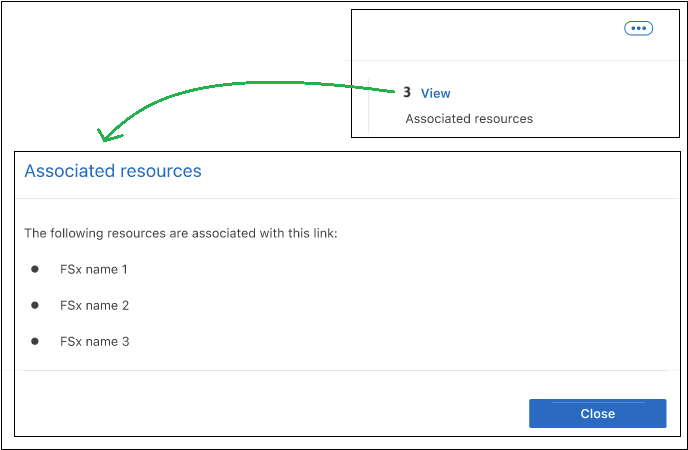 3 View
Associated resources
Associated resources
The following resources are associated with this link:
FSx name 1
FSx name 2
FSx name 3
Close